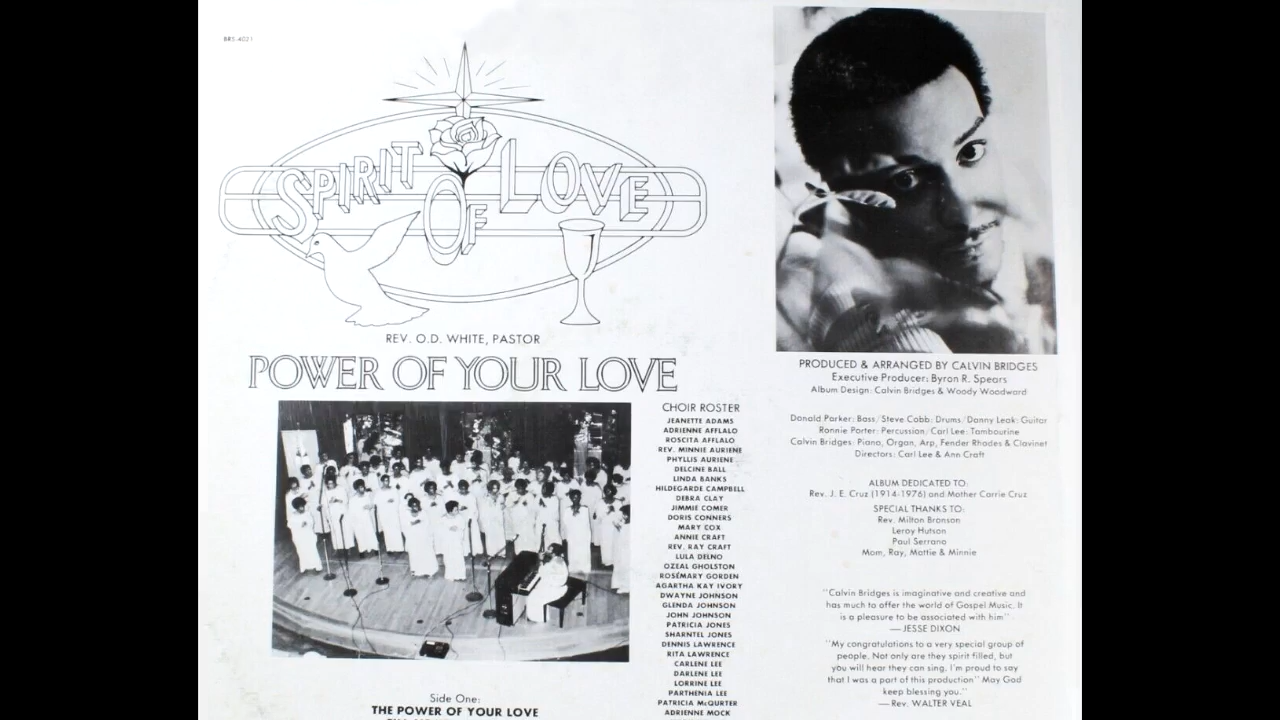 BRS-4021
SPIRIT OF LOVE
REV. O.D. WHITE, PASTOR
POWER OF YOUR LOVE
CHOIR ROSTER
JEANETTE ADAMS
ADRIENNE AFFLALO
ROSCITA AFFLALO
REV. MINNIE AURIENE
PHYLLIS AURIENE
DELCINE BALL
LINDA BANKS
HILDEGARDE CAMPBELL
DEBRA CLAY
JIMMIE COMER
DORIS CONNERS
MARY COX
ANNIE CRAFT
REV. RAY CRAFT
LULA DELNO
OZEAL GHOLSTON
ROSEMARY GORDEN
AGARTHA KAY IVORY
DWAYNE JOHNSON
GLENDA JOHNSON
JOHN JOHNSON
PATRICIA JONES
SHARNTEL JONES
DENNIS LAWRENCE
RITA LAWRENCE
CARLENE LEE
DARLENE LEE
LORRINE LEE
PARTHENIA LEE
PATRICIA McQURTER
ADRIENNE MOCK
Side One:
THE POWER OF YOUR LOVE
PRODUCED & ARRANGED BY CALVIN BRIDGES
Executive Producer: Byron R. Spears
Album Design: Calvin Bridges & Woody Woodward
Donald Parker: Bass/Steve Cobb: Drums/Danny Leak: Guitar
Ronnie Porter: Percussion/Carl Lee: Tambourine
Calvin Bridges: Piano, Organ, Arp, Fender Rhodes & Clavinet
Directors: Carl Lee & Ann Craft
ALBUM DEDICATED TO:
Rev. J. E. Cruz (1914-1976) and Mother Carrie Cruz
SPECIAL THANKS TO:
Rev. Milton Bronson
Leroy Hutson
Paul Serrano
Mom, Ray, Mattie & Minnie
"Calvin Bridges is imaginative and creative and
has much to offer the world of Gospel Music. It
is a pleasure to be associated with him"
—JESSE DIXON
"My congratulations to a very special group of
people. Not only are they spirit filled, but
you will hear they can sing. I'm proud to say
that I was a part of this production" May God
keep blessing you."
—Rev. WALTER VEAL